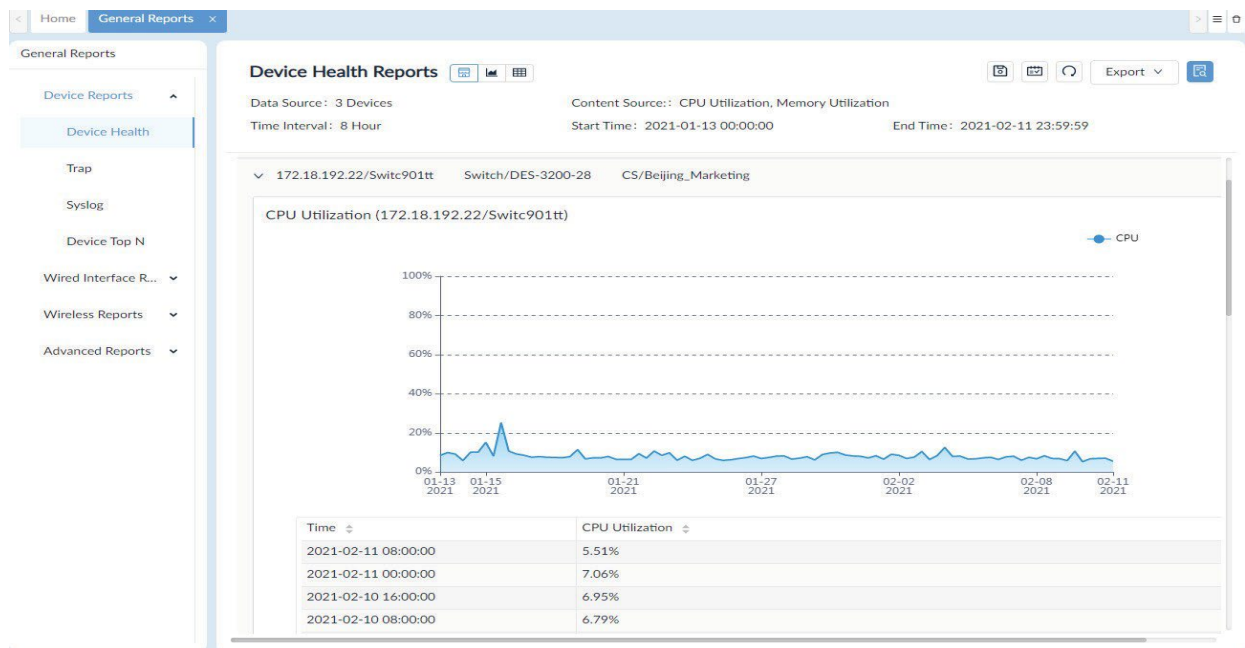 Home General Reports ×
General Reports
Device Reports
Device Health
Trap
Syslog
Device Top N
Wired Interface R...
Wireless Reports
Advanced Reports
Device Health Reports
Export
Data Source: 3 Devices Content Source:: CPU Utilization, Memory Utilization
Time Interval: 8 Hour Start Time: 2021-01-13 00:00:00 End Time: 2021-02-11 23:59:59
172.18.192.22/Switc901tt Switch/DES-3200-28 CS/Beijing_Marketing
CPU Utilization (172.18.192.22/Switc901tt)
CPU
100%
80%
60%
40%
20%
0%
01-13 01-15 01-21 01-27 02-02 02-08 02-11
2021 2021 2021 2021 2021 2021 2021
Time CPU Utilization
2021-02-11 08:00:00 5.51%
2021-02-11 00:00:00 7.06%
2021-02-10 16:00:00 6.95%
2021-02-10 08:00:00 6.79%